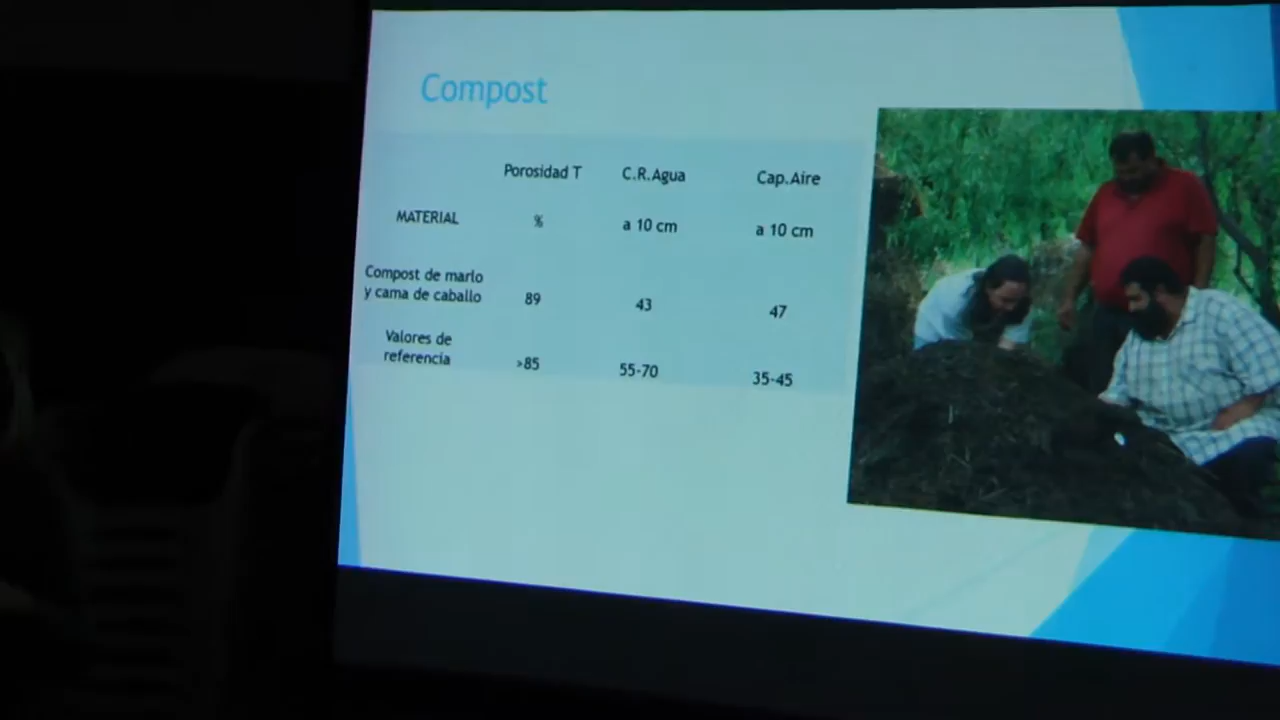 Compost
Porosidad T C.R.Agua Cap.Aire
MATERIAL % a 10 cm a 10 cm
Compost de marlo
y cama de caballo 89 43 47
Valores de
referencia >85 55-70 35-45